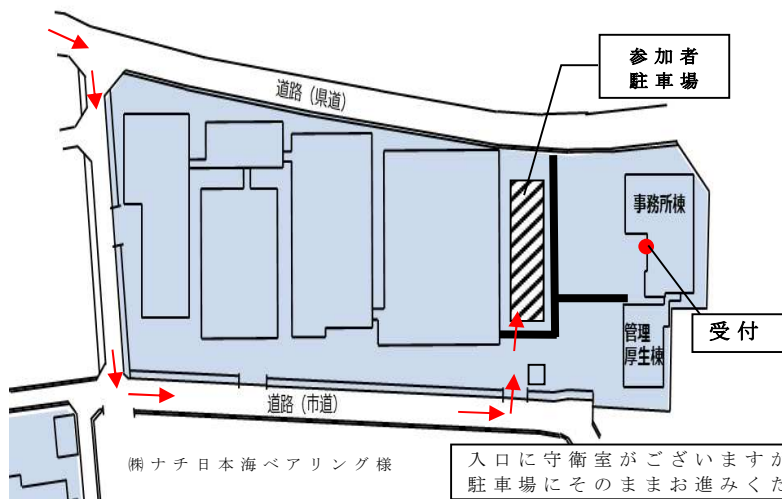 参加者
駐車場
道路（県道）
事務所棟
受付
管理
厚生棟
道路（市道）
㈱ナチ日本海ベアリング様
入口に守衛室がございますが
駐車場にそのままお進みくだ